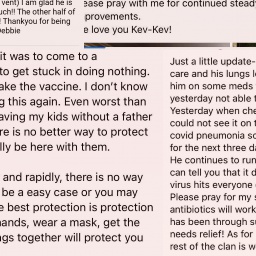 vent) I am glad he is
uch!! The other half of
! Thankyou for being
Debbie
ease pray with me for continued stead
provements.
e love you Kev-Kev!
it was to come to a
to get stuck in doing nothing.
ake the vaccine. I don't know
g this again. Even worst than
aving my kids without a father
re is no better way to protect
lly be here with them.
and rapidly, there is no way
be a easy case or you may
e best protection is protection
hands, wear a mask, get the
ngs together will protect you
Just a little update-
care and his lungs l
him on some meds
yesterday not able t
Yesterday when che
could not see it on t
covid pneumonia so
for the next three da
He continues to run
can tell you that it d
virus hits everyone
Please pray for my s
antibiotics will work
has been through su
needs relief! As for
rest of the clan is w